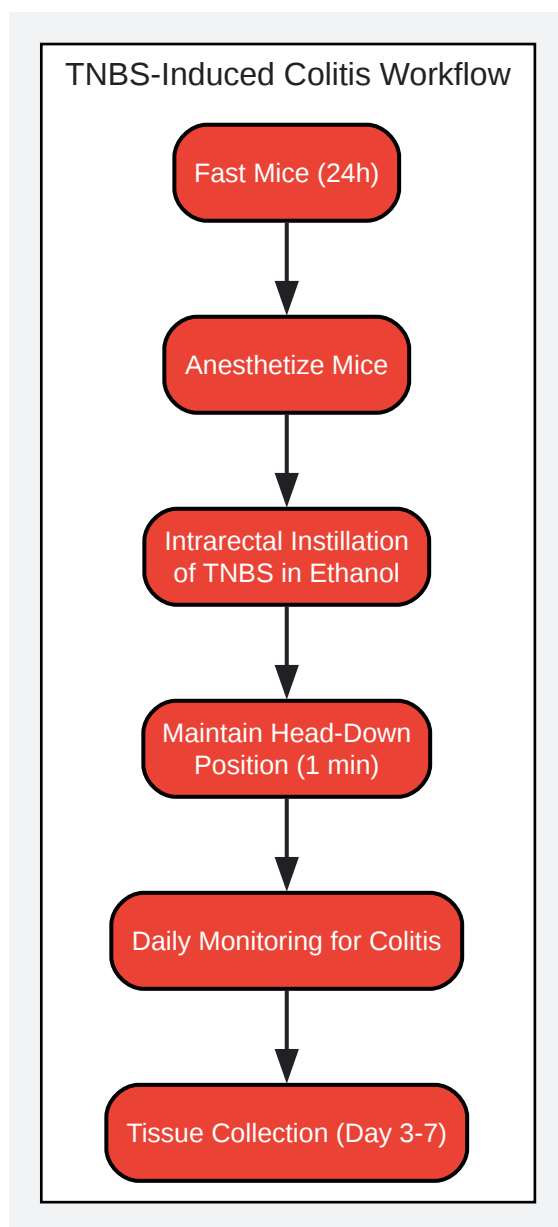 TNBS-Induced Colitis Workflow
Fast Mice (24h)
Anesthetize Mice
Intrarectal Instillation
of TNBS in Ethanol
Maintain Head-Down
Position (1 min)
Daily Monitoring for Colitis
Tissue Collection (Day 3-7)